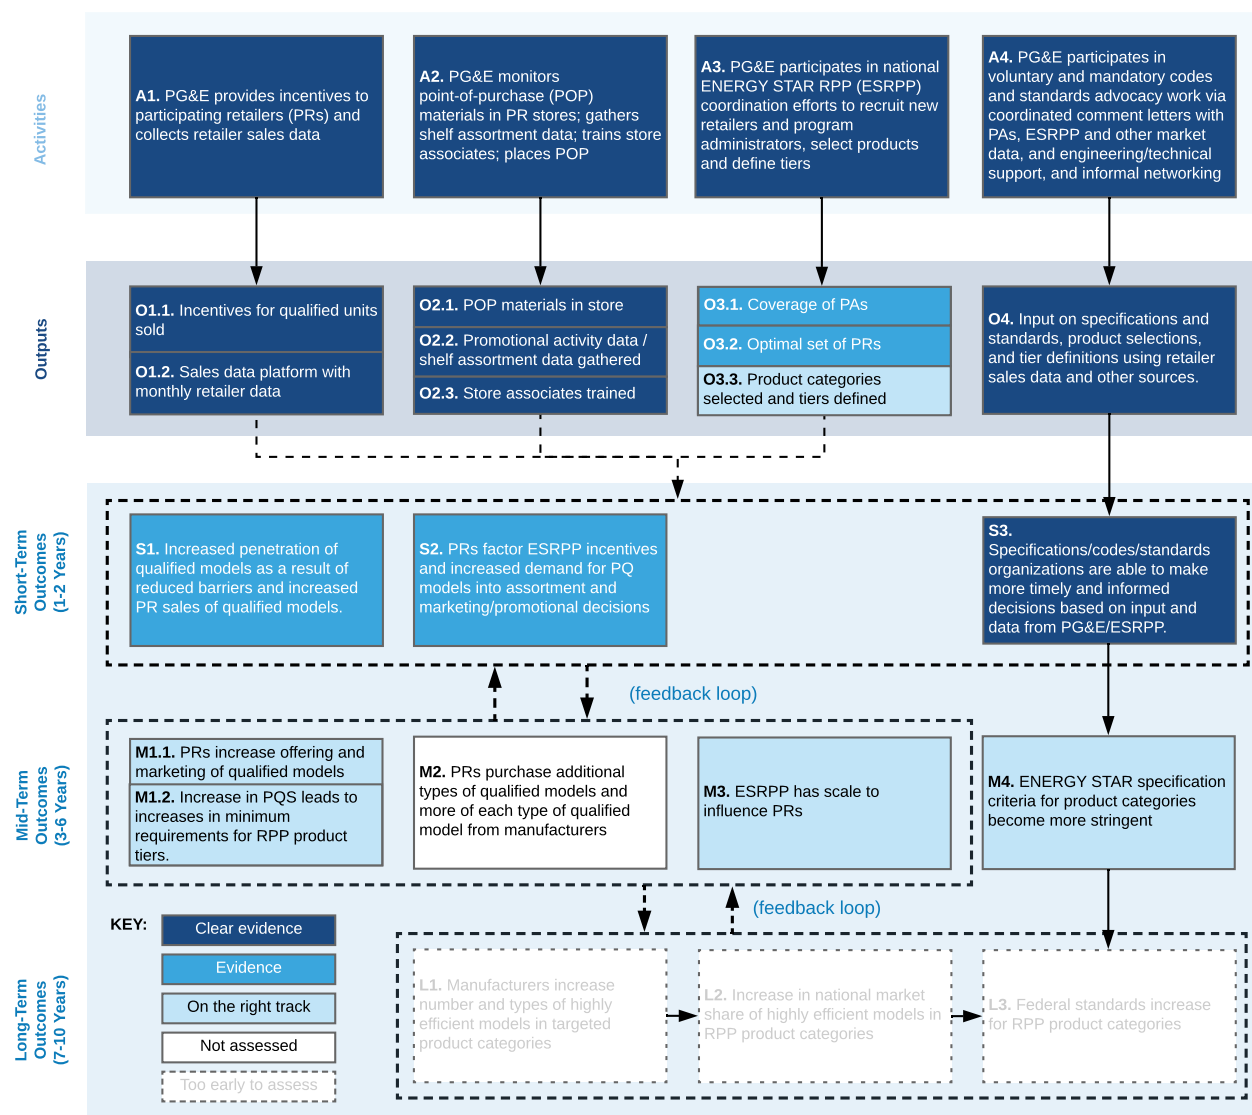 Activities
A1. PG&E provides incentives to
participating retailers (PRs) and
collects retailer sales data
A2. PG&E monitors
point-of-purchase (POP)
materials in PR stores; gathers
shelf assortment data; trains store
associates; places POP
A3. PG&E participates in national
ENERGY STAR RPP (ESRPP)
coordination efforts to recruit new
retailers and program
administrators, select products
and define tiers
A4. PG&E participates in
voluntary and mandatory codes
and standards advocacy work via
coordinated comment letters with
PAs, ESRPP and other market
data, and engineering/technical
support, and informal networking
Outputs
O1.1. Incentives for qualified units
sold
O1.2. Sales data platform with
monthly retailer data
O2.1. POP materials in store
O2.2. Promotional activity data /
shelf assortment data gathered
O2.3. Store associates trained
O3.1. Coverage of PAs
O3.2. Optimal set of PRs
O3.3. Product categories
selected and tiers defined
O4. Input on specifications and
standards, product selections,
and tier definitions using retailer
sales data and other sources.
Short-Term
Outcomes
(1-2 Years)
S1. Increased penetration of
qualified models as a result of
reduced barriers and increased
PR sales of qualified models.
S2. PRs factor ESRPP incentives
and increased demand for PQ
models into assortment and
marketing/promotional decisions
S3.
Specifications/codes/standards
organizations are able to make
more timely and informed
decisions based on input and
data from PG&E/ESRPP.
(feedback loop)
Mid-Term
Outcomes
(3-6 Years)
M1.1. PRs increase offering and
marketing of qualified models
M1.2. Increase in PQS leads to
increases in minimum
requirements for RPP product
tiers.
M2. PRs purchase additional
types of qualified models and
more of each type of qualified
model from manufacturers
M3. ESRPP has scale to
influence PRs
M4. ENERGY STAR specification
criteria for product categories
become more stringent
(feedback loop)
KEY:
Clear evidence
Evidence
On the right track
Not assessed
Too early to assess
Long-Term
Outcomes
(7-10 Years)
L1. Manufacturers increase
number and types of highly
efficient models in targeted
product categories
L2. Increase in national market
share of highly efficient models in
RPP product categories
L3. Federal standards increase
for RPP product categories